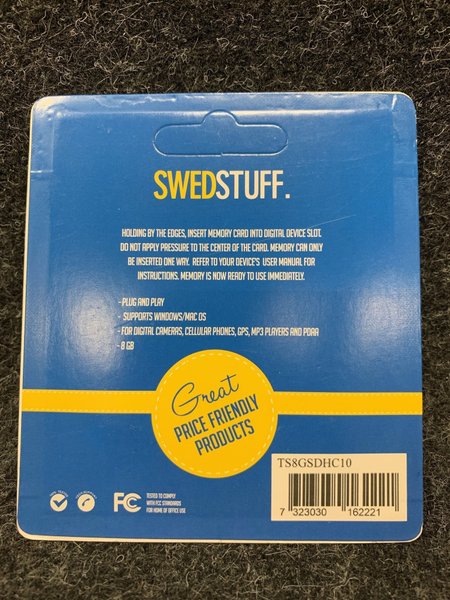 SWEDSTUFF.
HOLDING BY THE EDGES, INSERT MEMORY CARD INTO DIGITAL DEVICE SLOT.
DO NOT APPLY PRESSURE TO THE CENTER OF THE CARD. MEMORY CAN ONLY
BE INSERTED ONE WAY. REFER TO YOUR DEVICE'S USER MANUAL FOR
INSTRUCTIONS. MEMORY IS NOW READY TO USE IMMEDIATELY.
- PLUG AND PLAY
- SUPPORTS WINDOWS/MAC OS
- FOR DIGITAL CAMERAS, CELLULAR PHONES, GPS, MP3 PLAYERS AND PDAA
- 8 GB
Great
PRICE FRIENDLY
PRODUCTS
TS8GSDHC10
FC
TESTED TO COMPLY
WITH FCC STANDARDS
FOR HOME OF OFFICE USE
7 323030 162221